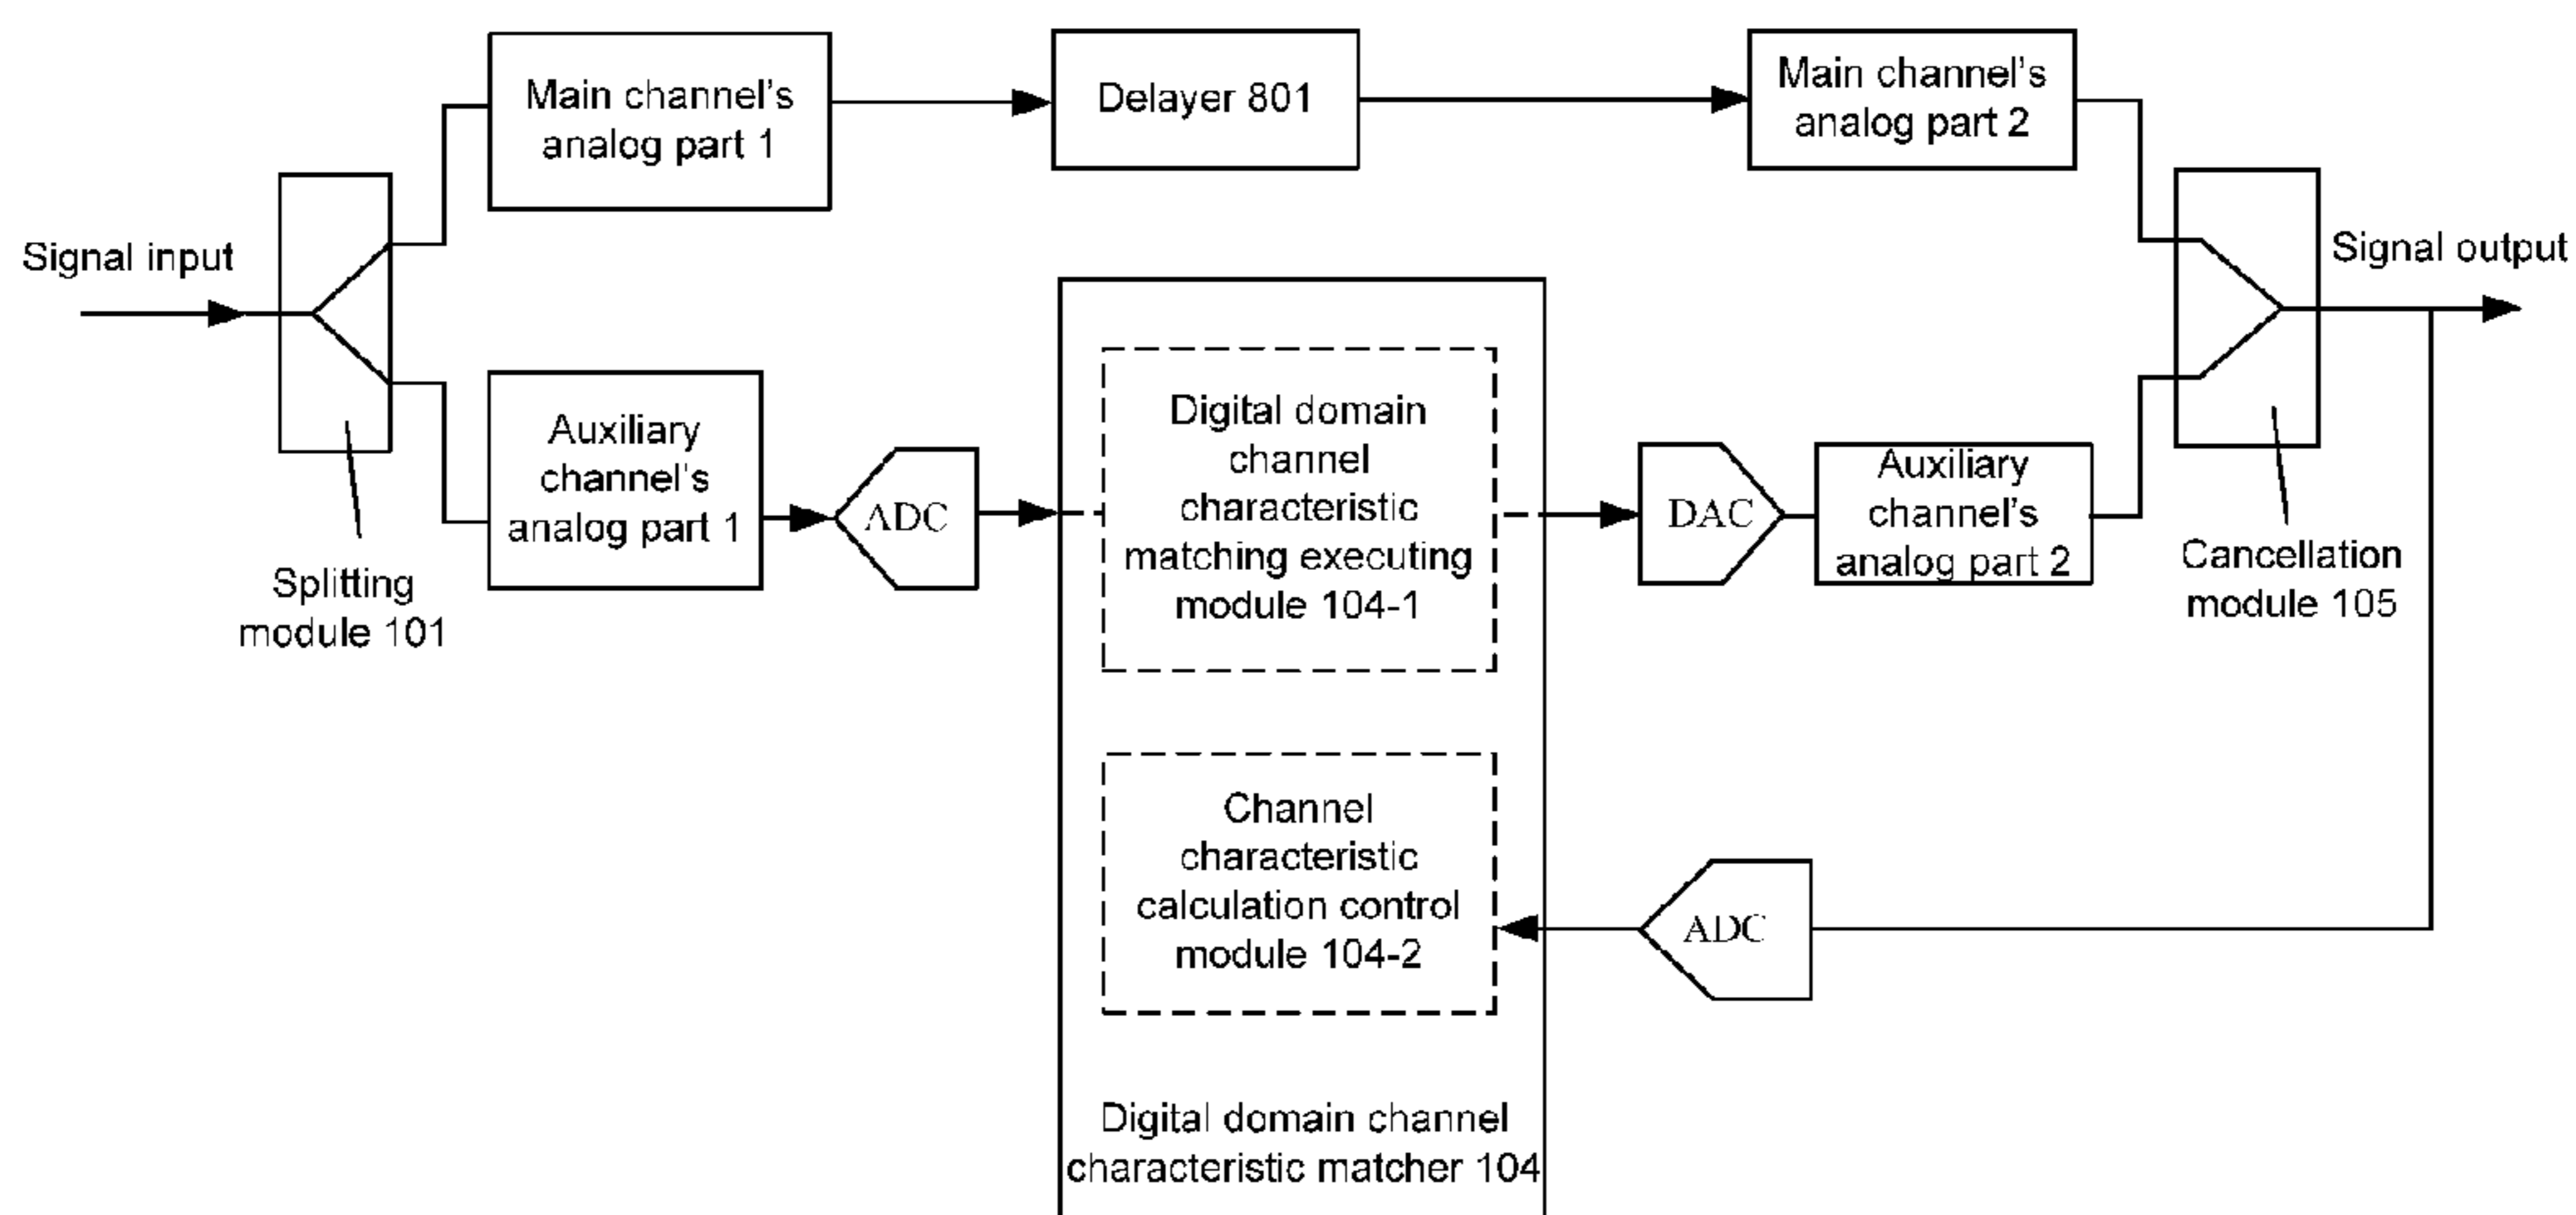 Main channel's
analog part 1
Delayer 801
Main channel's
analog part 2
Signal input
Signal output
Splitting
module 101
Auxiliary
channel's
analog part 1
ADC
Digital domain
channel
characteristic
matching executing
module 104-1
DAC
Auxiliary
channel's
analog part 2
Cancellation
module 105
Channel
characteristic
calculation control
module 104-2
ADC
Digital domain channel
characteristic matcher 104